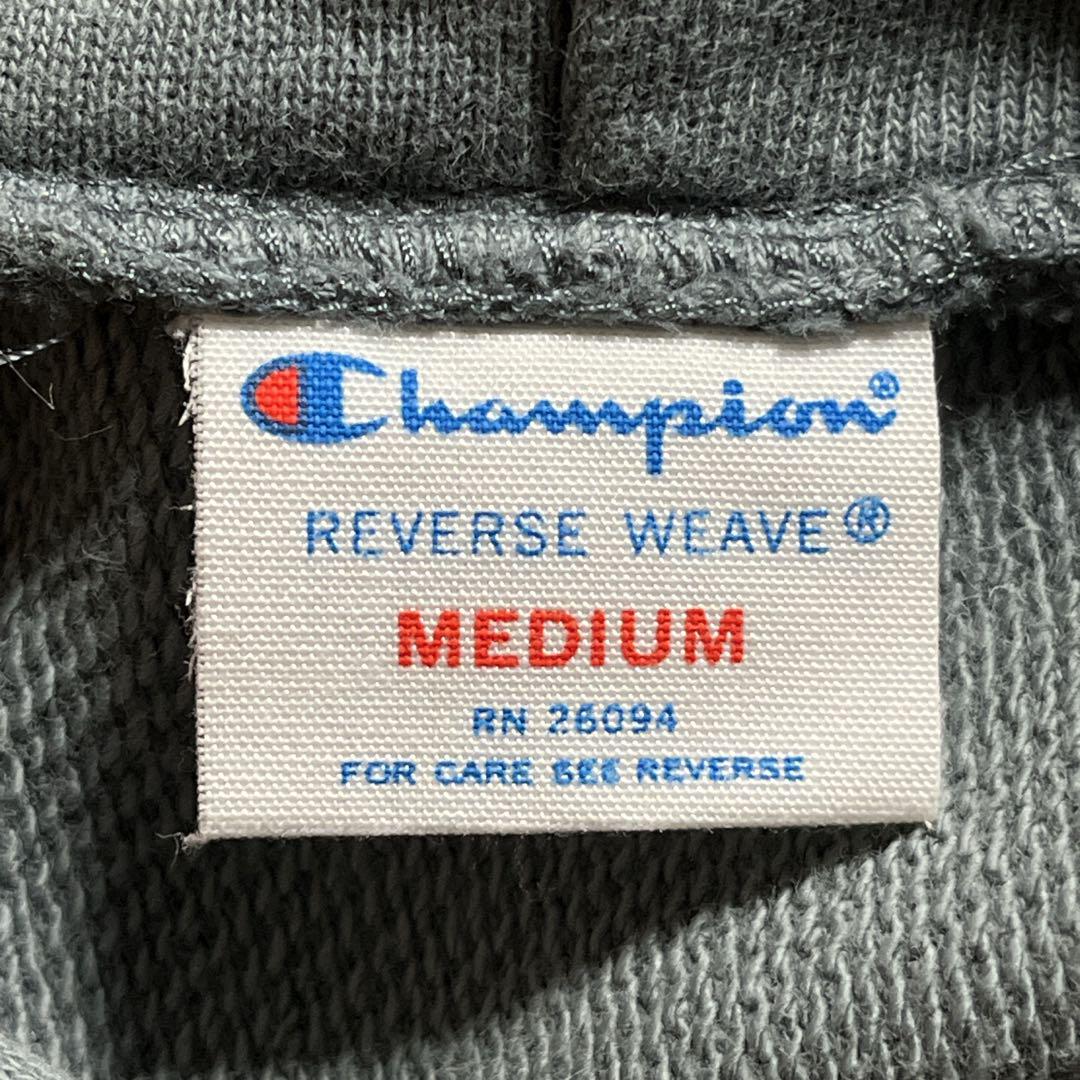 Champion®
REVERSE WEAVE®
MEDIUM
RN 26094
FOR CARE SEE REVERSE